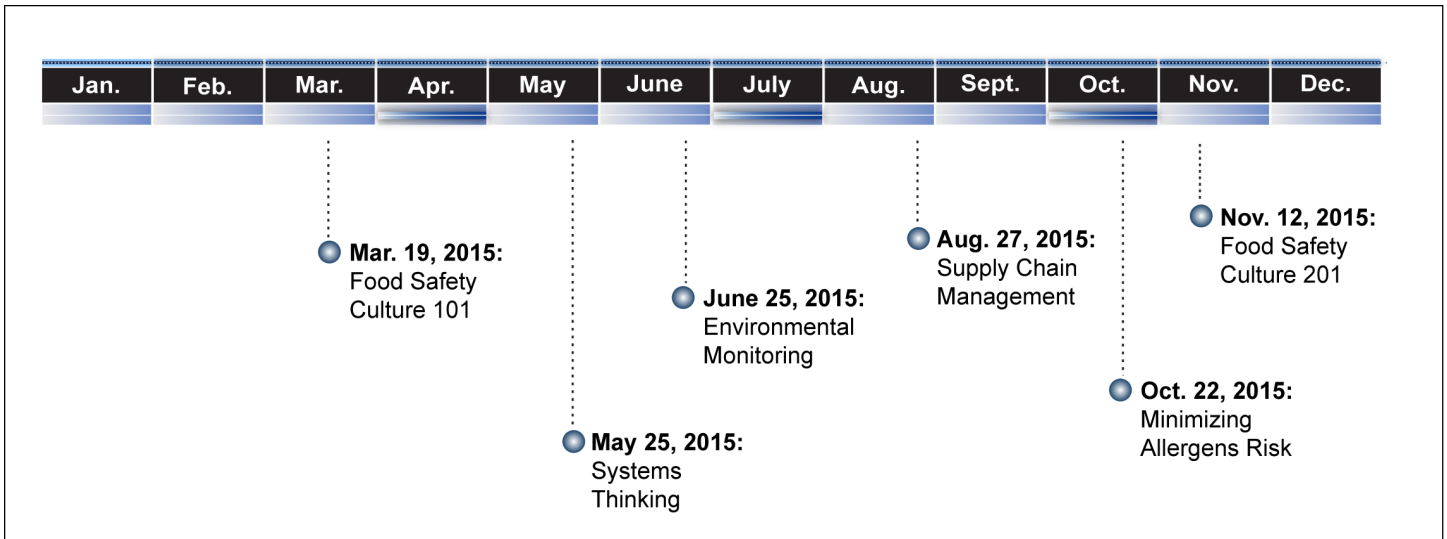 Jan. Feb. Mar. Apr. May June July Aug. Sept. Oct. Nov. Dec.
Mar. 19, 2015:
Food Safety
Culture 101
May 25, 2015:
Systems
Thinking
June 25, 2015:
Environmental
Monitoring
Aug. 27, 2015:
Supply Chain
Management
Oct. 22, 2015:
Minimizing
Allergens Risk
Nov. 12, 2015:
Food Safety
Culture 201